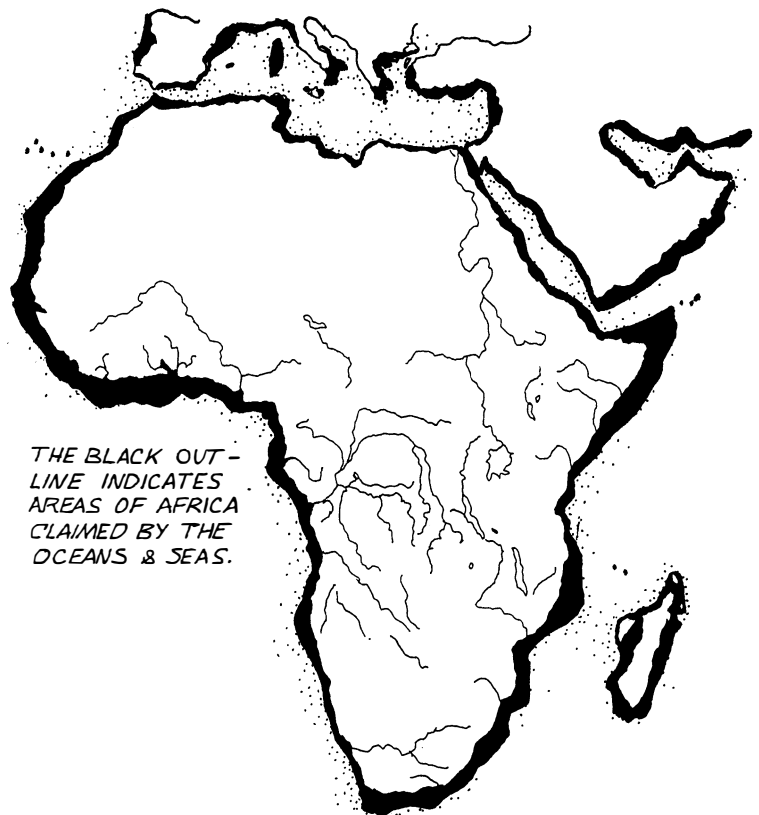 THE BLACK OUT-
LINE INDICATES
AREAS OF AFRICA
CLAIMED BY THE
OCEANS & SEAS.